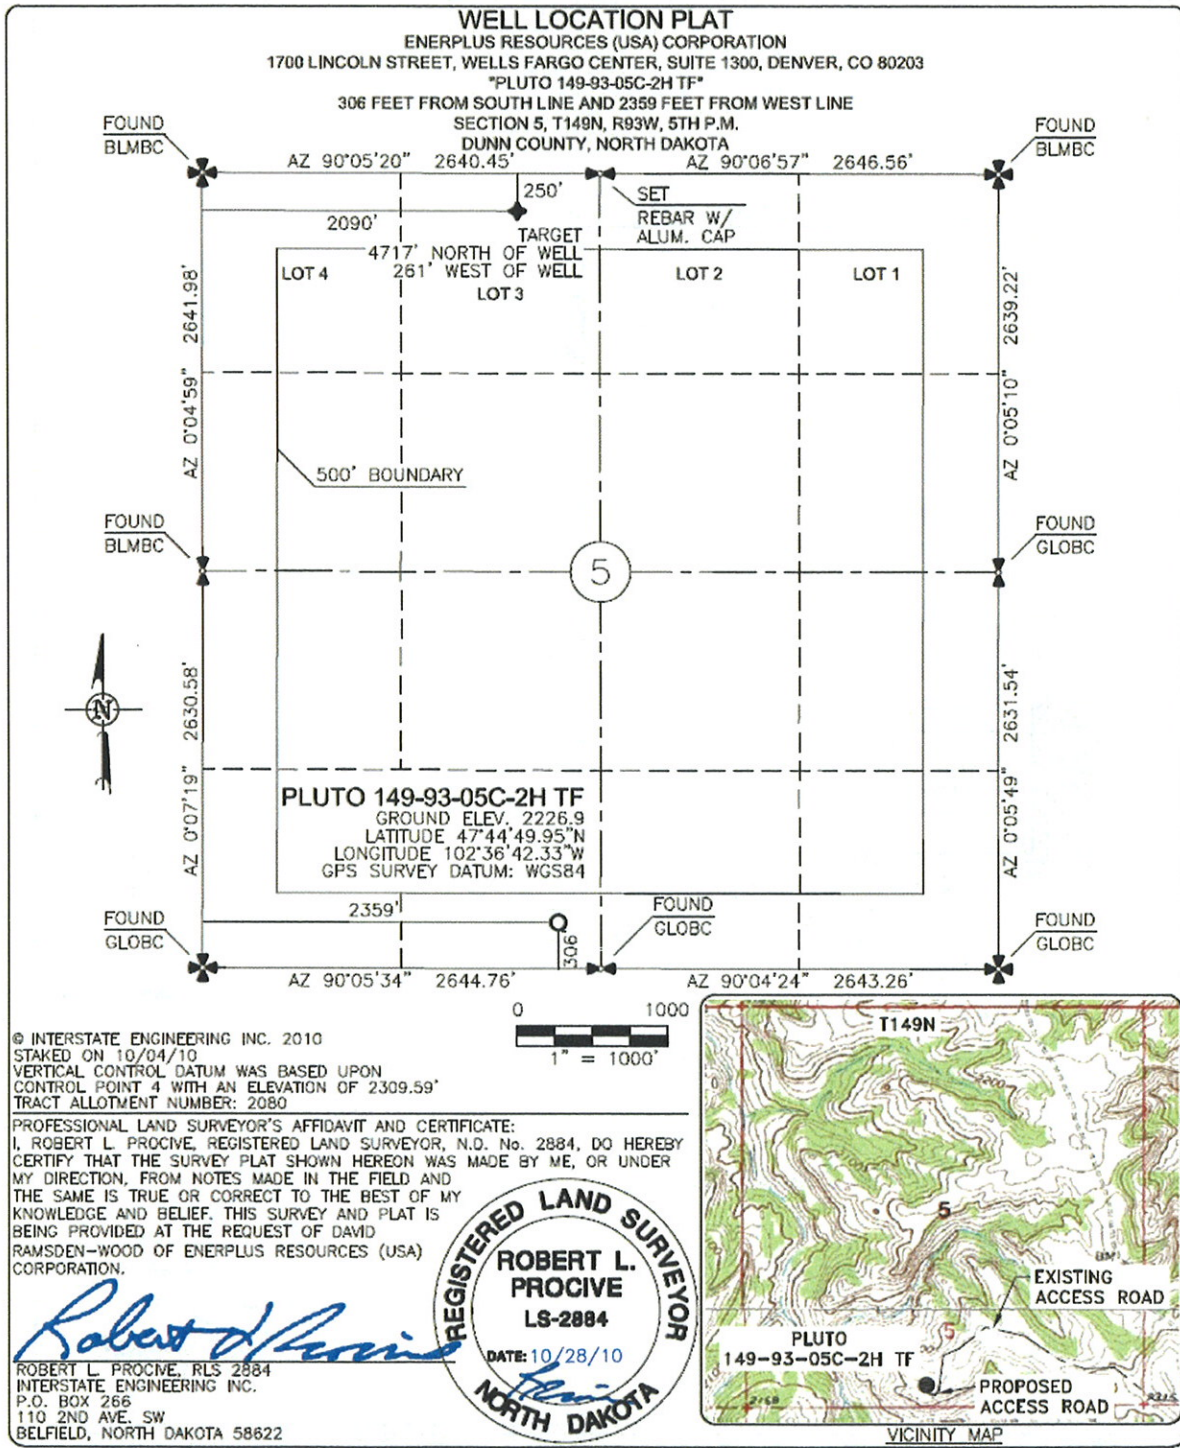 WELL LOCATION PLAT
ENERPLUS RESOURCES (USA) CORPORATION
1700 LINCOLN STREET, WELLS FARGO CENTER, SUITE 1300, DENVER, CO 80203
"PLUTO 149-93-05C-2H TF"
306 FEET FROM SOUTH LINE AND 2359 FEET FROM WEST LINE
SECTION 5, T149N, R93W, 5TH P.M.
DUNN COUNTY, NORTH DAKOTA
FOUND
BLMBC
FOUND
BLMBC
AZ 90°05'20" 2640.45'
AZ 90°06'57" 2646.56'
250'
SET
REBAR W/
ALUM. CAP
2090'
TARGET
4717' NORTH OF WELL
261' WEST OF WELL
LOT 4
LOT 3
LOT 2
LOT 1
AZ 0°04'59" 2641.98'
AZ 0°05'10" 2639.22'
500' BOUNDARY
FOUND
BLMBC
5
FOUND
GLOBC
N
AZ 0°07'19" 2630.58'
AZ 0°05'49" 2631.54'
PLUTO 149-93-05C-2H TF
GROUND ELEV. 2226.9
LATITUDE 47°44'49.95"N
LONGITUDE 102°36'42.33"W
GPS SURVEY DATUM: WGS84
FOUND
GLOBC
2359'
306'
FOUND
GLOBC
FOUND
GLOBC
AZ 90°05'34" 2644.76'
AZ 90°04'24" 2643.26'
0 1000
1" = 1000'
© INTERSTATE ENGINEERING INC. 2010
STAKED ON 10/04/10
VERTICAL CONTROL DATUM WAS BASED UPON
CONTROL POINT 4 WITH AN ELEVATION OF 2309.59'
TRACT ALLOTMENT NUMBER: 2080
PROFESSIONAL LAND SURVEYOR'S AFFIDAVIT AND CERTIFICATE:
I, ROBERT L. PROCIVE, REGISTERED LAND SURVEYOR, N.D. No. 2884, DO HEREBY
CERTIFY THAT THE SURVEY PLAT SHOWN HEREON WAS MADE BY ME, OR UNDER
MY DIRECTION, FROM NOTES MADE IN THE FIELD AND
THE SAME IS TRUE OR CORRECT TO THE BEST OF MY
KNOWLEDGE AND BELIEF. THIS SURVEY AND PLAT IS
BEING PROVIDED AT THE REQUEST OF DAVID
RAMSDEN-WOOD OF ENERPLUS RESOURCES (USA)
CORPORATION.
Robert L Procive
ROBERT L. PROCIVE, RLS 2884
INTERSTATE ENGINEERING INC.
P.O. BOX 266
110 2ND AVE. SW
BELFIELD, NORTH DAKOTA 58622
REGISTERED LAND SURVEYOR
ROBERT L.
PROCIVE
LS-2884
DATE: 10/28/10
NORTH DAKOTA
T149N
2200
5
BM
EXISTING
ACCESS ROAD
5
PLUTO
149-93-05C-2H TF
PROPOSED
ACCESS ROAD
2168
VICINITY MAP